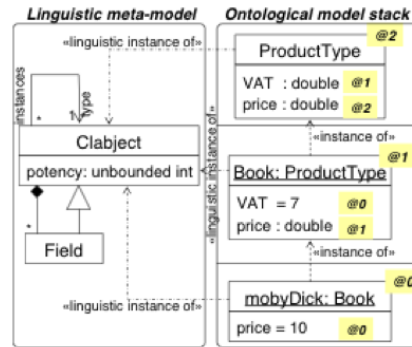 Linguistic meta-model
instances
*
1
type
Clabject
potency: unbounded int
*
Field
«linguistic instance of»
«linguistic instance of»
«linguistic instance of»
Ontological model stack
@2
ProductType
VAT : double @1
price : double @2
«instance of»
@1
Book: ProductType
VAT = 7 @0
price : double @1
«instance of»
@0
mobyDick: Book
price = 10 @0